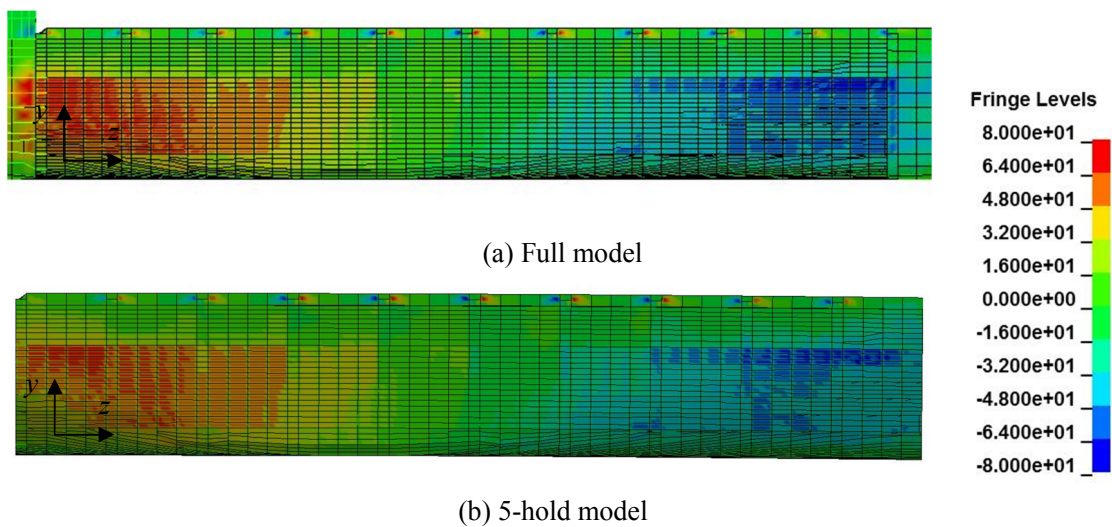 y
z
(a) Full model
y
z
(b) 5-hold model
Fringe Levels
8.000e+01
6.400e+01
4.800e+01
3.200e+01
1.600e+01
0.000e+00
-1.600e+01
-3.200e+01
-4.800e+01
-6.400e+01
-8.000e+01